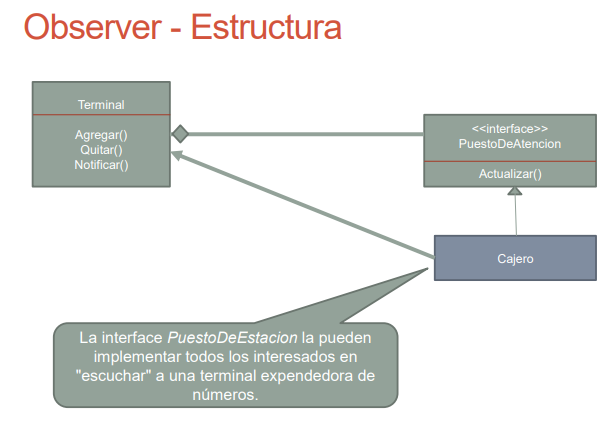 Observer - Estructura
Terminal
Agregar()
Quitar()
Notificar()
<<interface>>
PuestoDeAtencion
Actualizar()
Cajero
La interface PuestoDeEstacion la pueden
implementar todos los interesados en
"escuchar" a una terminal expendedora de
números.